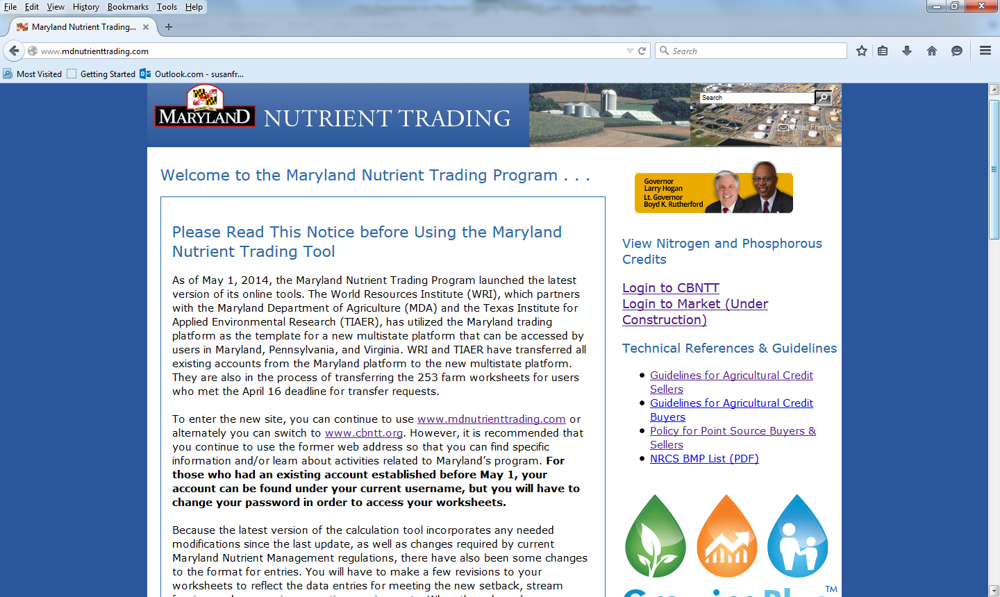 File Edit View History Bookmarks Tools Help
Maryland Nutrient Trading...
www.mdnutrienttrading.com
Search
Most Visited
Getting Started
Outlook.com - susanfr...
MARYLAND
NUTRIENT TRADING
Search
Email Friend
Welcome to the Maryland Nutrient Trading Program . . .
Please Read This Notice before Using the Maryland
Nutrient Trading Tool
As of May 1, 2014, the Maryland Nutrient Trading Program launched the latest
version of its online tools. The World Resources Institute (WRI), which partners
with the Maryland Department of Agriculture (MDA) and the Texas Institute for
Applied Environmental Research (TIAER), has utilized the Maryland trading
platform as the template for a new multistate platform that can be accessed by
users in Maryland, Pennsylvania, and Virginia. WRI and TIAER have transferred all
existing accounts from the Maryland platform to the new multistate platform.
They are also in the process of transferring the 253 farm worksheets for users
who met the April 16 deadline for transfer requests.
To enter the new site, you can continue to use www.mdnutrienttrading.com or
alternately you can switch to www.cbntt.org. However, it is recommended that
you continue to use the former web address so that you can find specific
information and/or learn about activities related to Maryland's program. For
those who had an existing account established before May 1, your
account can be found under your current username, but you will have to
change your password in order to access your worksheets.
Because the latest version of the calculation tool incorporates any needed
modifications since the last update, as well as changes required by current
Maryland Nutrient Management regulations, there have also been some changes
to the format for entries. You will have to make a few revisions to your
worksheets to reflect the data entries for meeting the new setback, stream
Governor
Larry Hogan
Lt. Governor
Boyd K. Rutherford
View Nitrogen and Phosphorous
Credits
Login to CBNTT
Login to Market (Under
Construction)
Technical References & Guidelines
Guidelines for Agricultural Credit
Sellers
Guidelines for Agricultural Credit
Buyers
Policy for Point Source Buyers &
Sellers
NRCS BMP List (PDF)
TM